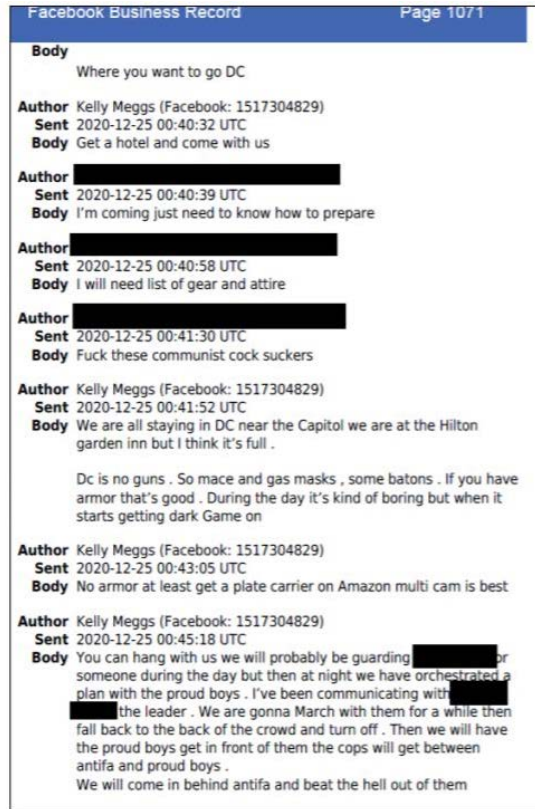 Facebook Business Record Page 1071
Body
Where you want to go DC
Author Kelly Meggs (Facebook: 1517304829)
Sent 2020-12-25 00:40:32 UTC
Body Get a hotel and come with us
Author
Sent 2020-12-25 00:40:39 UTC
Body I'm coming just need to know how to prepare
Author
Sent 2020-12-25 00:40:58 UTC
Body I will need list of gear and attire
Author
Sent 2020-12-25 00:41:30 UTC
Body Fuck these communist cock suckers
Author Kelly Meggs (Facebook: 1517304829)
Sent 2020-12-25 00:41:52 UTC
Body We are all staying in DC near the Capitol we are at the Hilton
garden inn but I think it's full .
Dc is no guns . So mace and gas masks , some batons . If you have
armor that's good . During the day it's kind of boring but when it
starts getting dark Game on
Author Kelly Meggs (Facebook: 1517304829)
Sent 2020-12-25 00:43:05 UTC
Body No armor at least get a plate carrier on Amazon multi cam is best
Author Kelly Meggs (Facebook: 1517304829)
Sent 2020-12-25 00:45:18 UTC
Body You can hang with us we will probably be guarding or
someone during the day but then at night we have orchestrated a
plan with the proud boys . I've been communicating with
the leader . We are gonna March with them for a while then
fall back to the back of the crowd and turn off . Then we will have
the proud boys get in front of them the cops will get between
antifa and proud boys .
We will come in behind antifa and beat the hell out of them